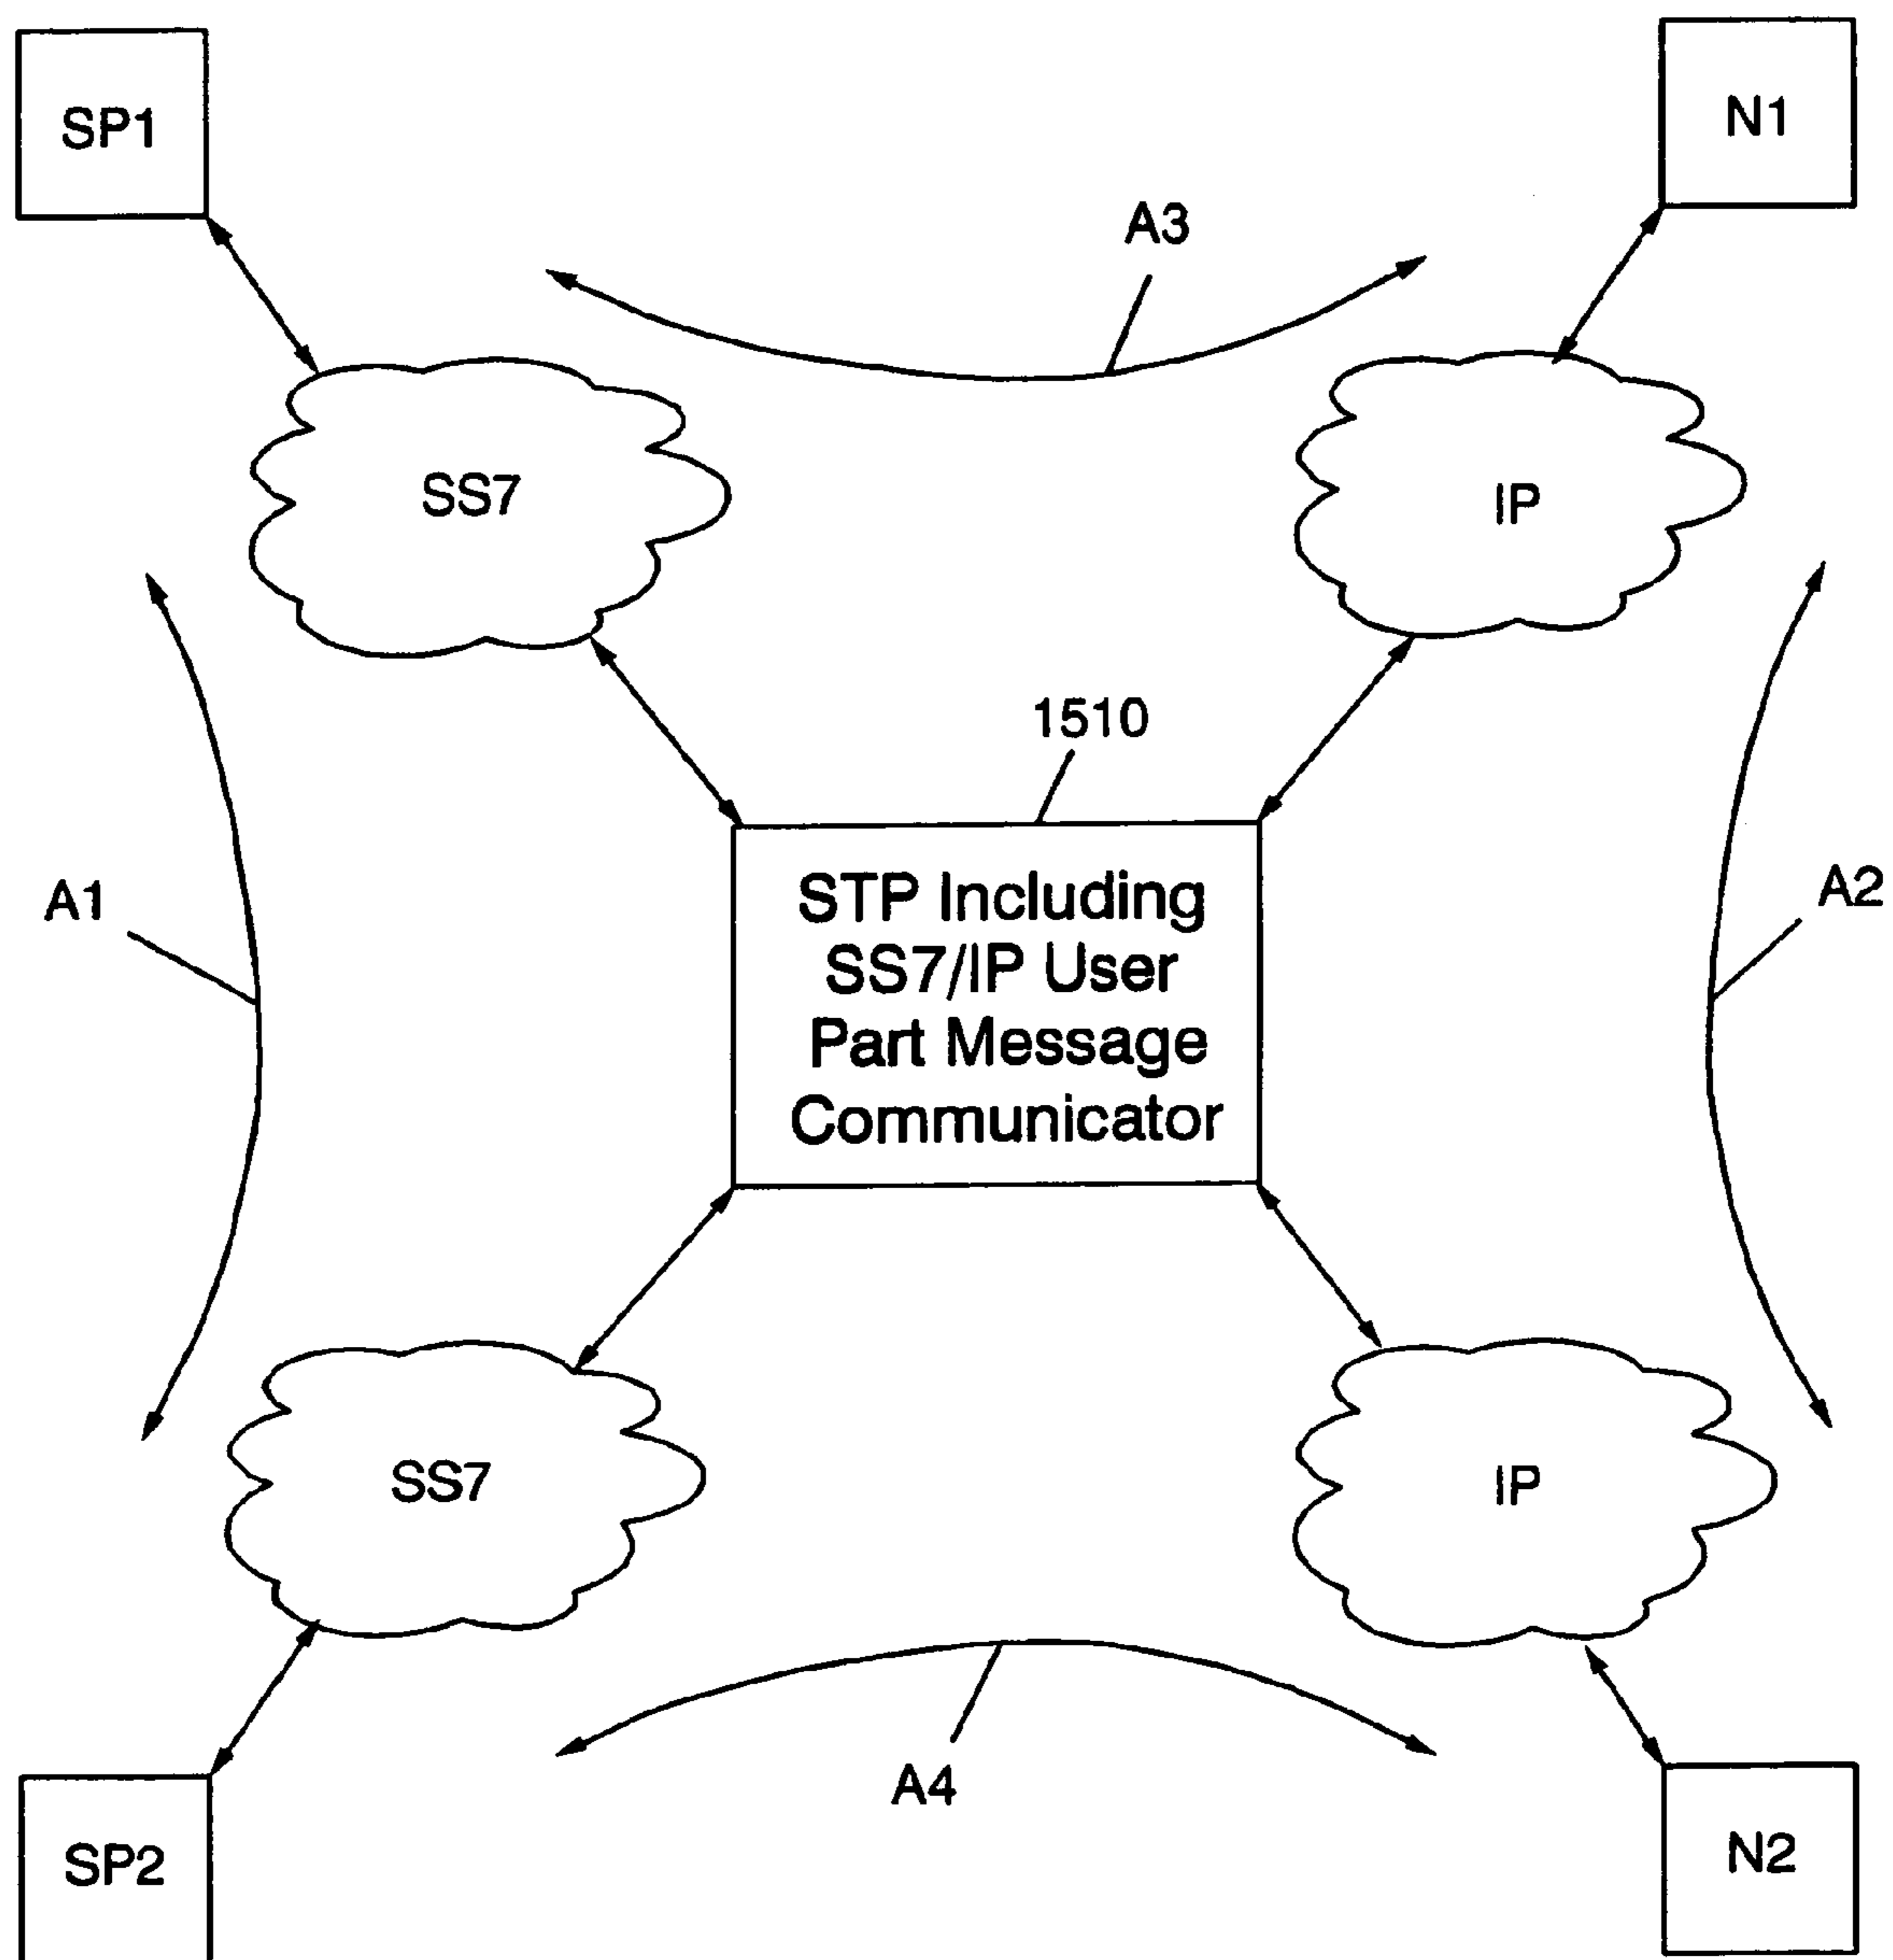 SP1
N1
A3
SS7
IP
1510
A1
A2
STP Including
SS7/IP User
Part Message
Communicator
SS7
IP
A4
SP2
N2